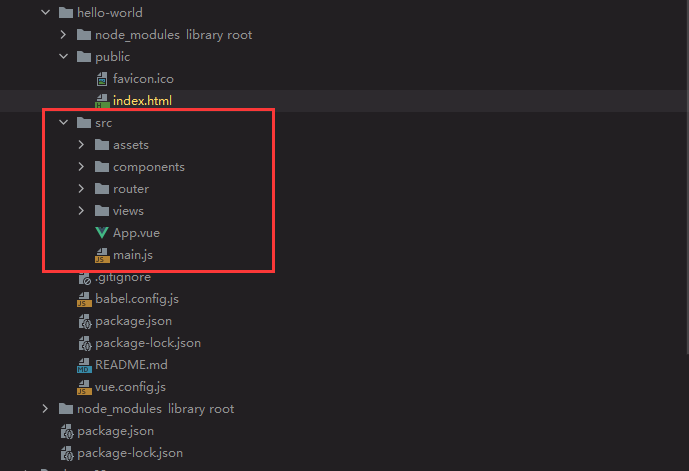 hello-world
node_modules library root
public
favicon.ico
index.html
src
assets
components
router
views
App.vue
main.js
.gitignore
babel.config.js
package.json
package-lock.json
README.md
vue.config.js
node_modules library root
package.json
package-lock.json